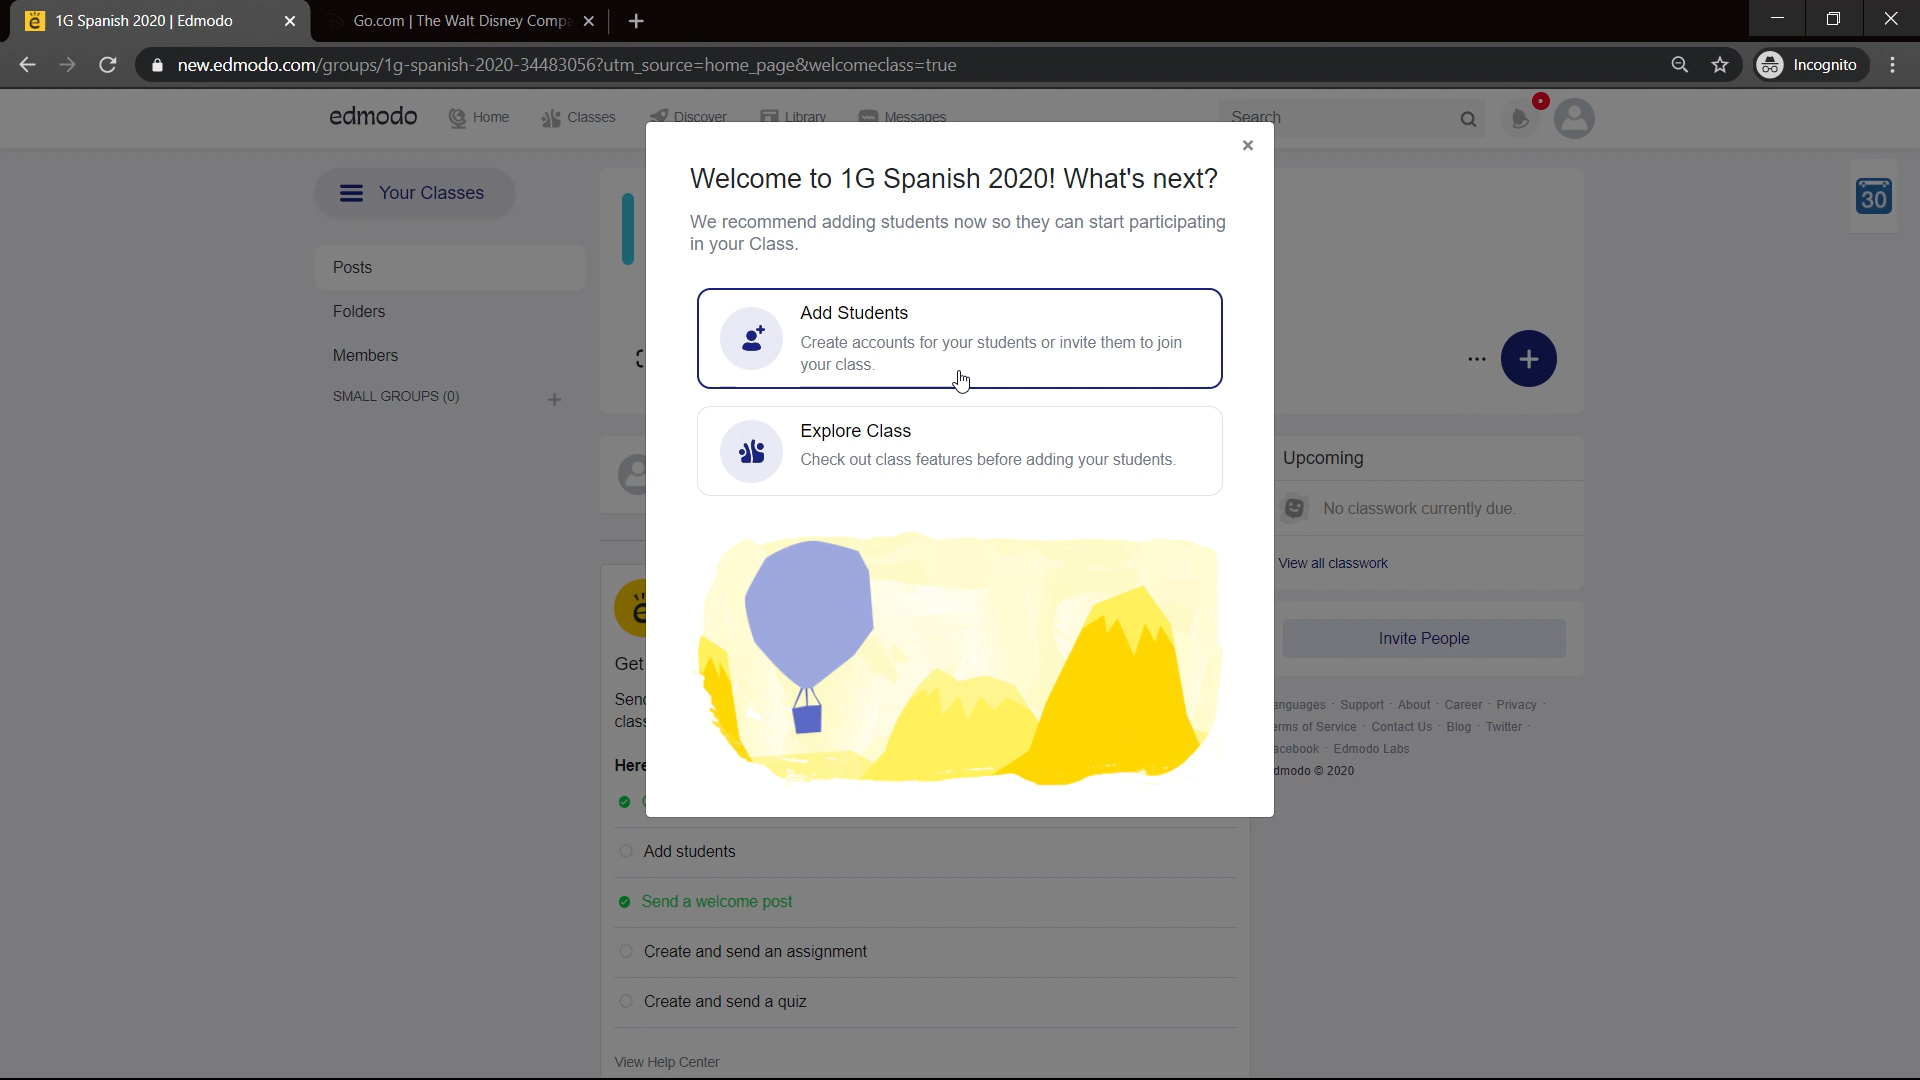 1G Spanish 2020 | Edmodo
Go.com | The Walt Disney Compa
new.edmodo.com/groups/1g-spanish-2020-34483056?utm_source=home_page&welcomeclass=true
Incognito
edmodo
Home
Classes
Discover
Library
Messages
Search
30
Your Classes
Posts
Folders
Members
SMALL GROUPS (0)
Welcome to 1G Spanish 2020! What's next?
We recommend adding students now so they can start participating
in your Class.
Add Students
Create accounts for your students or invite them to join
your class.
Explore Class
Check out class features before adding your students.
Upcoming
No classwork currently due.
View all classwork
Invite People
anguages · Support · About · Career · Privacy ·
erms of Service · Contact Us · Blog · Twitter ·
acebook · Edmodo Labs
dmodo © 2020
ë
Get
Send
class
Here
Add students
Send a welcome post
Create and send an assignment
Create and send a quiz
View Help Center